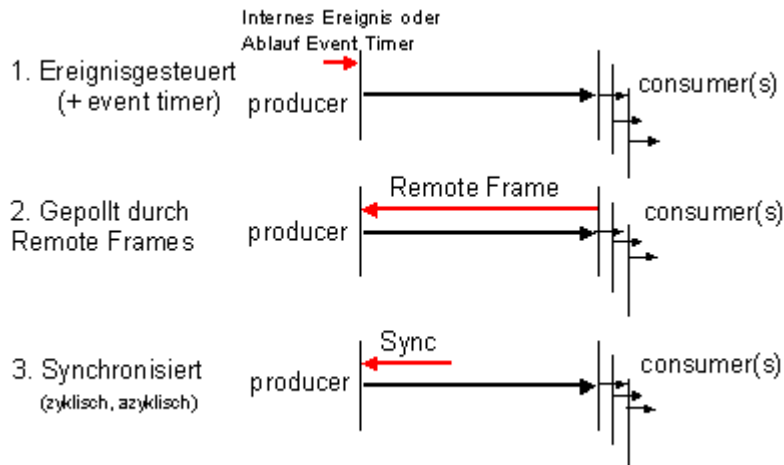 Internes Ereignis oder
Ablauf Event Timer
1. Ereignisgesteuert
(+ event timer)
producer
consumer(s)
Remote Frame
2. Gepollt durch
Remote Frames
producer
consumer(s)
Sync
3. Synchronisiert
(zyklisch, azyklisch)
producer
consumer(s)